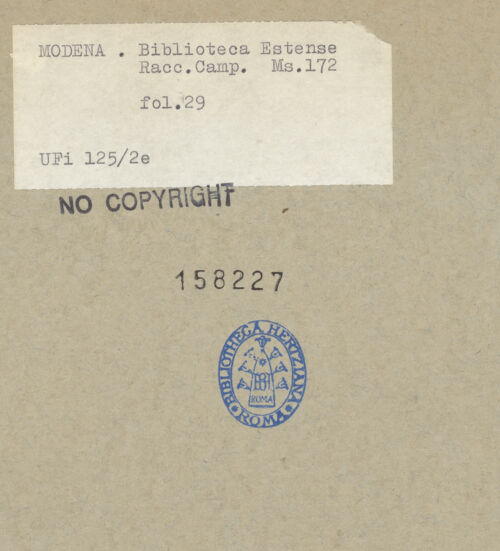 MODENA . Biblioteca Estense
Racc.Camp. Ms.172
fol.29
UFi 125/2e
NO COPYRIGHT
158227
BIBLIOTHECA HERTZIANA
ROMA
• ROMA •